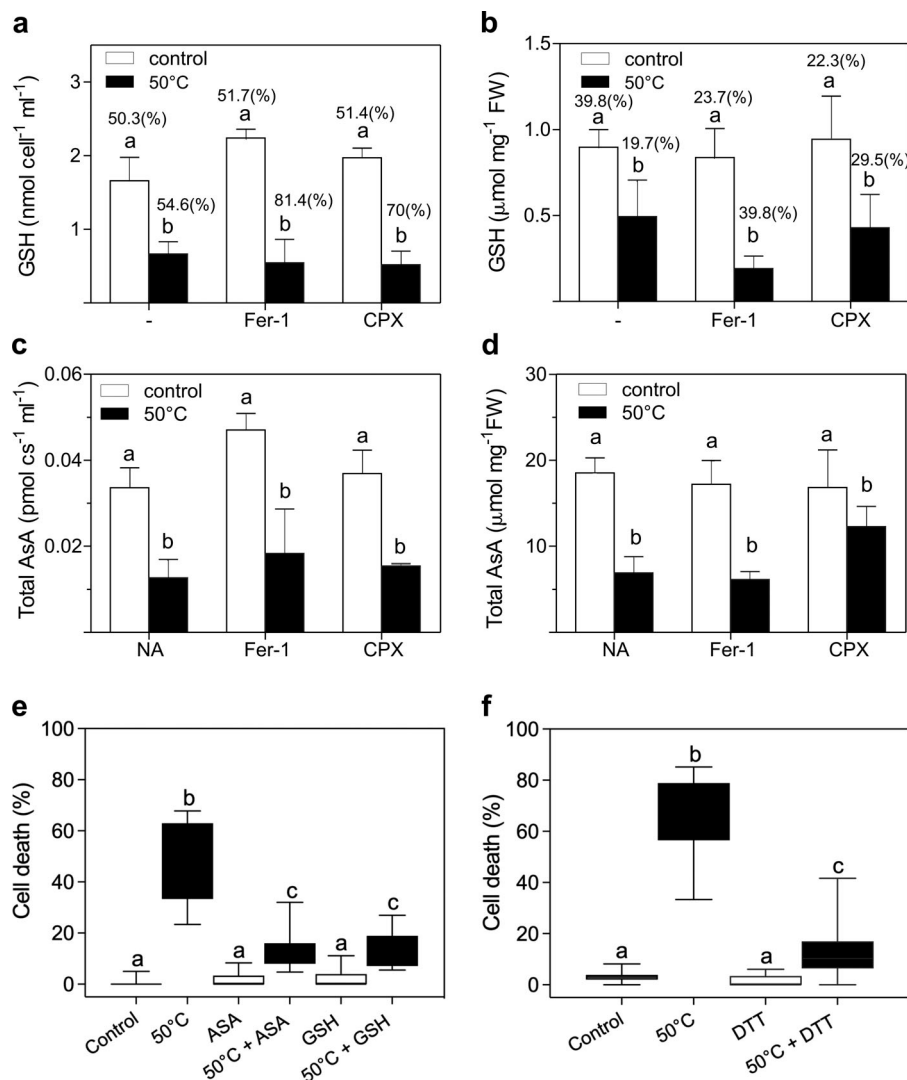 a
control
50°C
GSH (nmol cell⁻¹ ml⁻¹)
3
2
1
50.3(%)
a
54.6(%)
b
51.7(%)
a
81.4(%)
b
51.4(%)
a
70(%)
b
-
Fer-1
CPX
b
control
50°C
GSH (μmol mg⁻¹ FW)
1.5
1.0
0.5
39.8(%)
a
19.7(%)
b
23.7(%)
a
39.8(%)
b
22.3(%)
a
29.5(%)
b
-
Fer-1
CPX
c
control
50°C
Total AsA (pmol cs⁻¹ ml⁻¹)
0.06
0.04
0.02
a
b
a
b
a
b
NA
Fer-1
CPX
d
control
50°C
Total AsA (μmol mg⁻¹FW)
30
20
10
a
b
a
b
a
b
NA
Fer-1
CPX
e
Cell death (%)
100
80
60
40
20
0
a
b
a
c
a
c
Control
50°C
ASA
50°C + ASA
GSH
50°C + GSH
f
Cell death (%)
100
80
60
40
20
0
a
b
a
c
Control
50°C
DTT
50°C + DTT